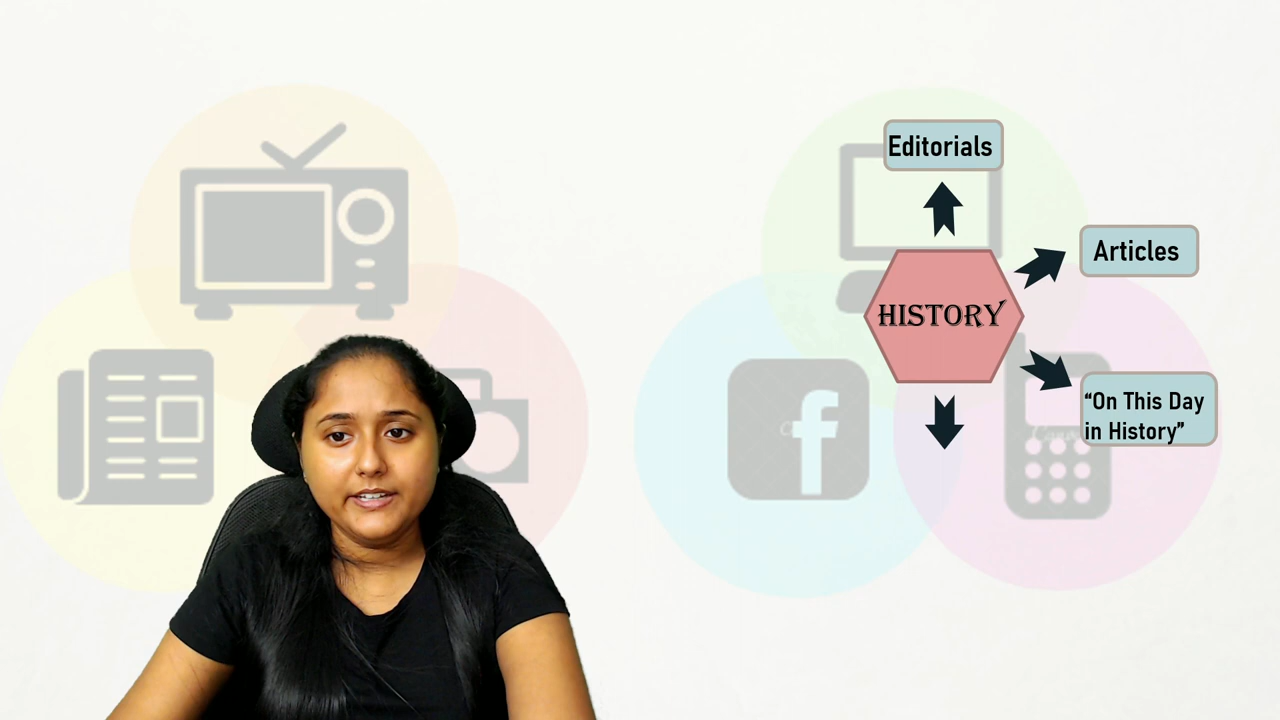 Editorials
Articles
HISTORY
“On This Day
in History”
f